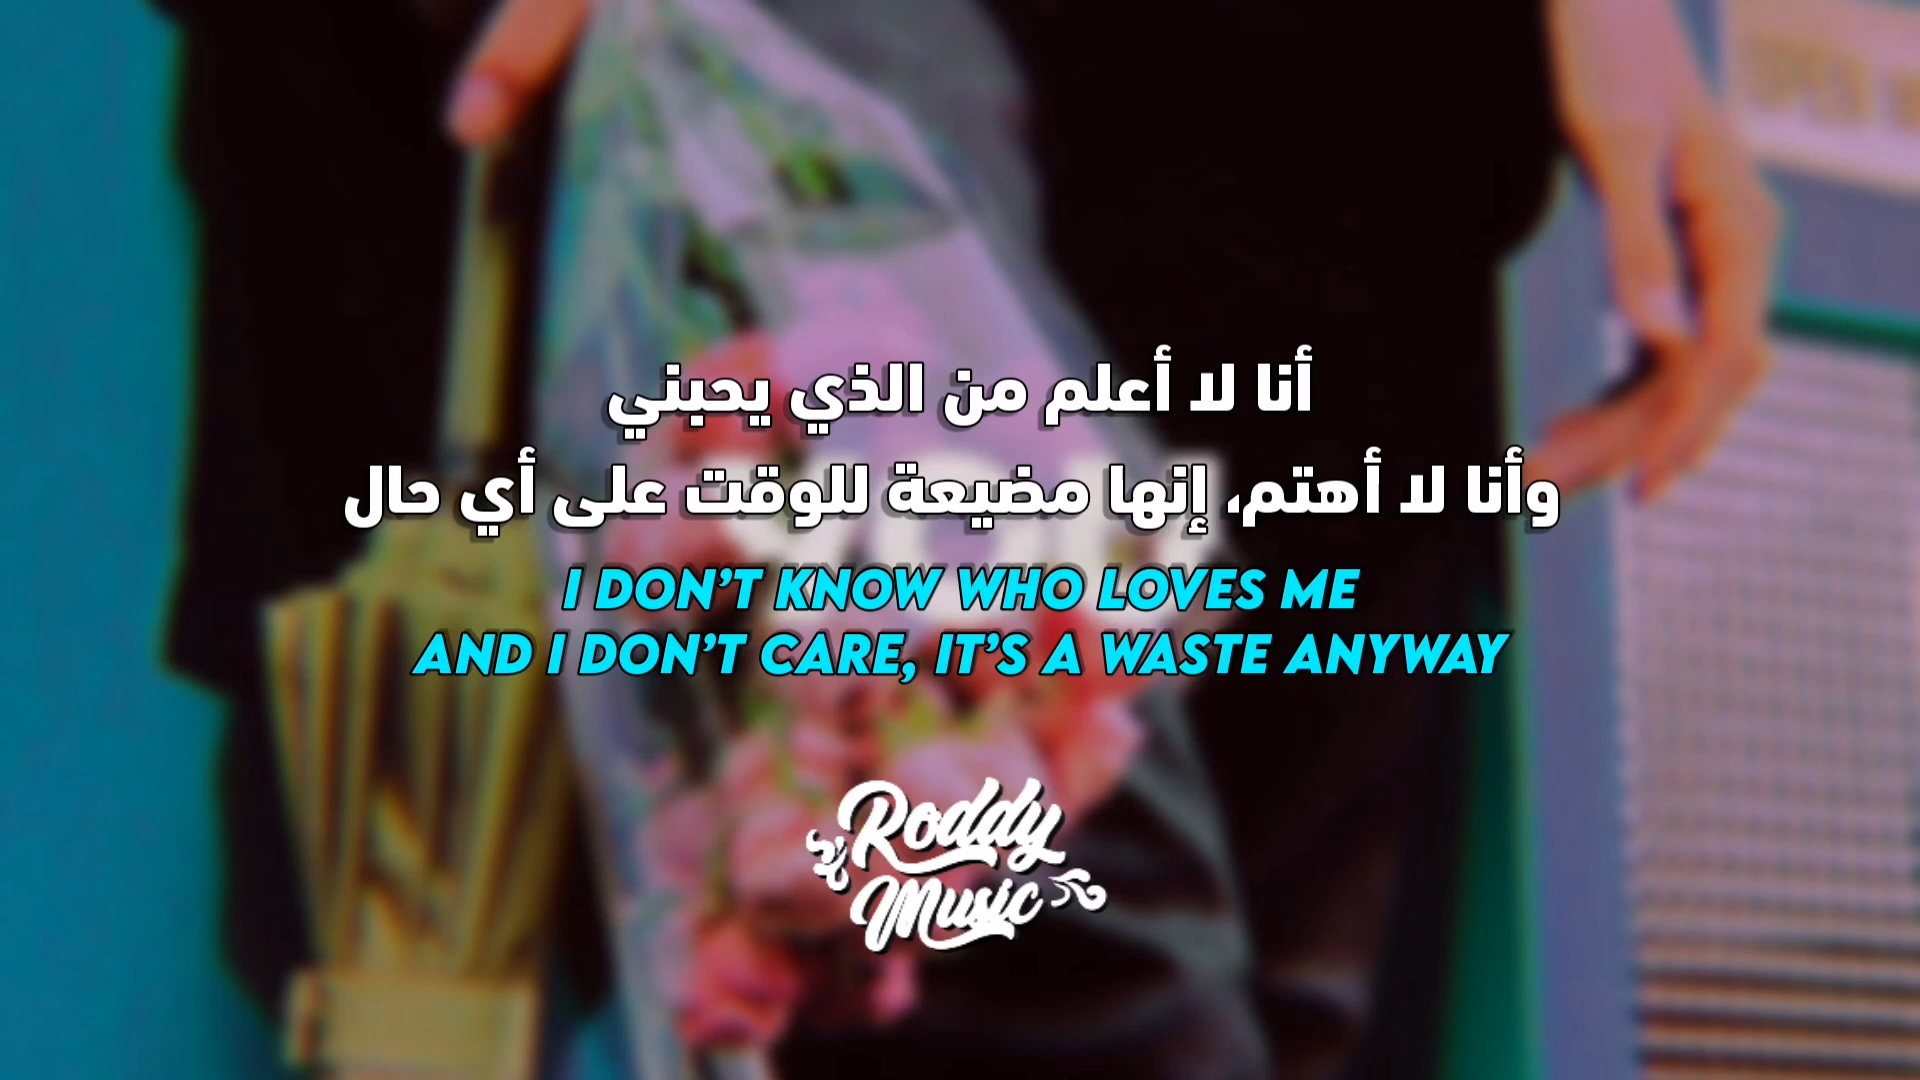 أنا لا أعلم من الذي يحبني
وأنا لا أهتم، إنها مضيعة للوقت على أي حال
I DON'T KNOW WHO LOVES ME
AND I DON'T CARE, IT'S A WASTE ANYWAY
Roddy
Music